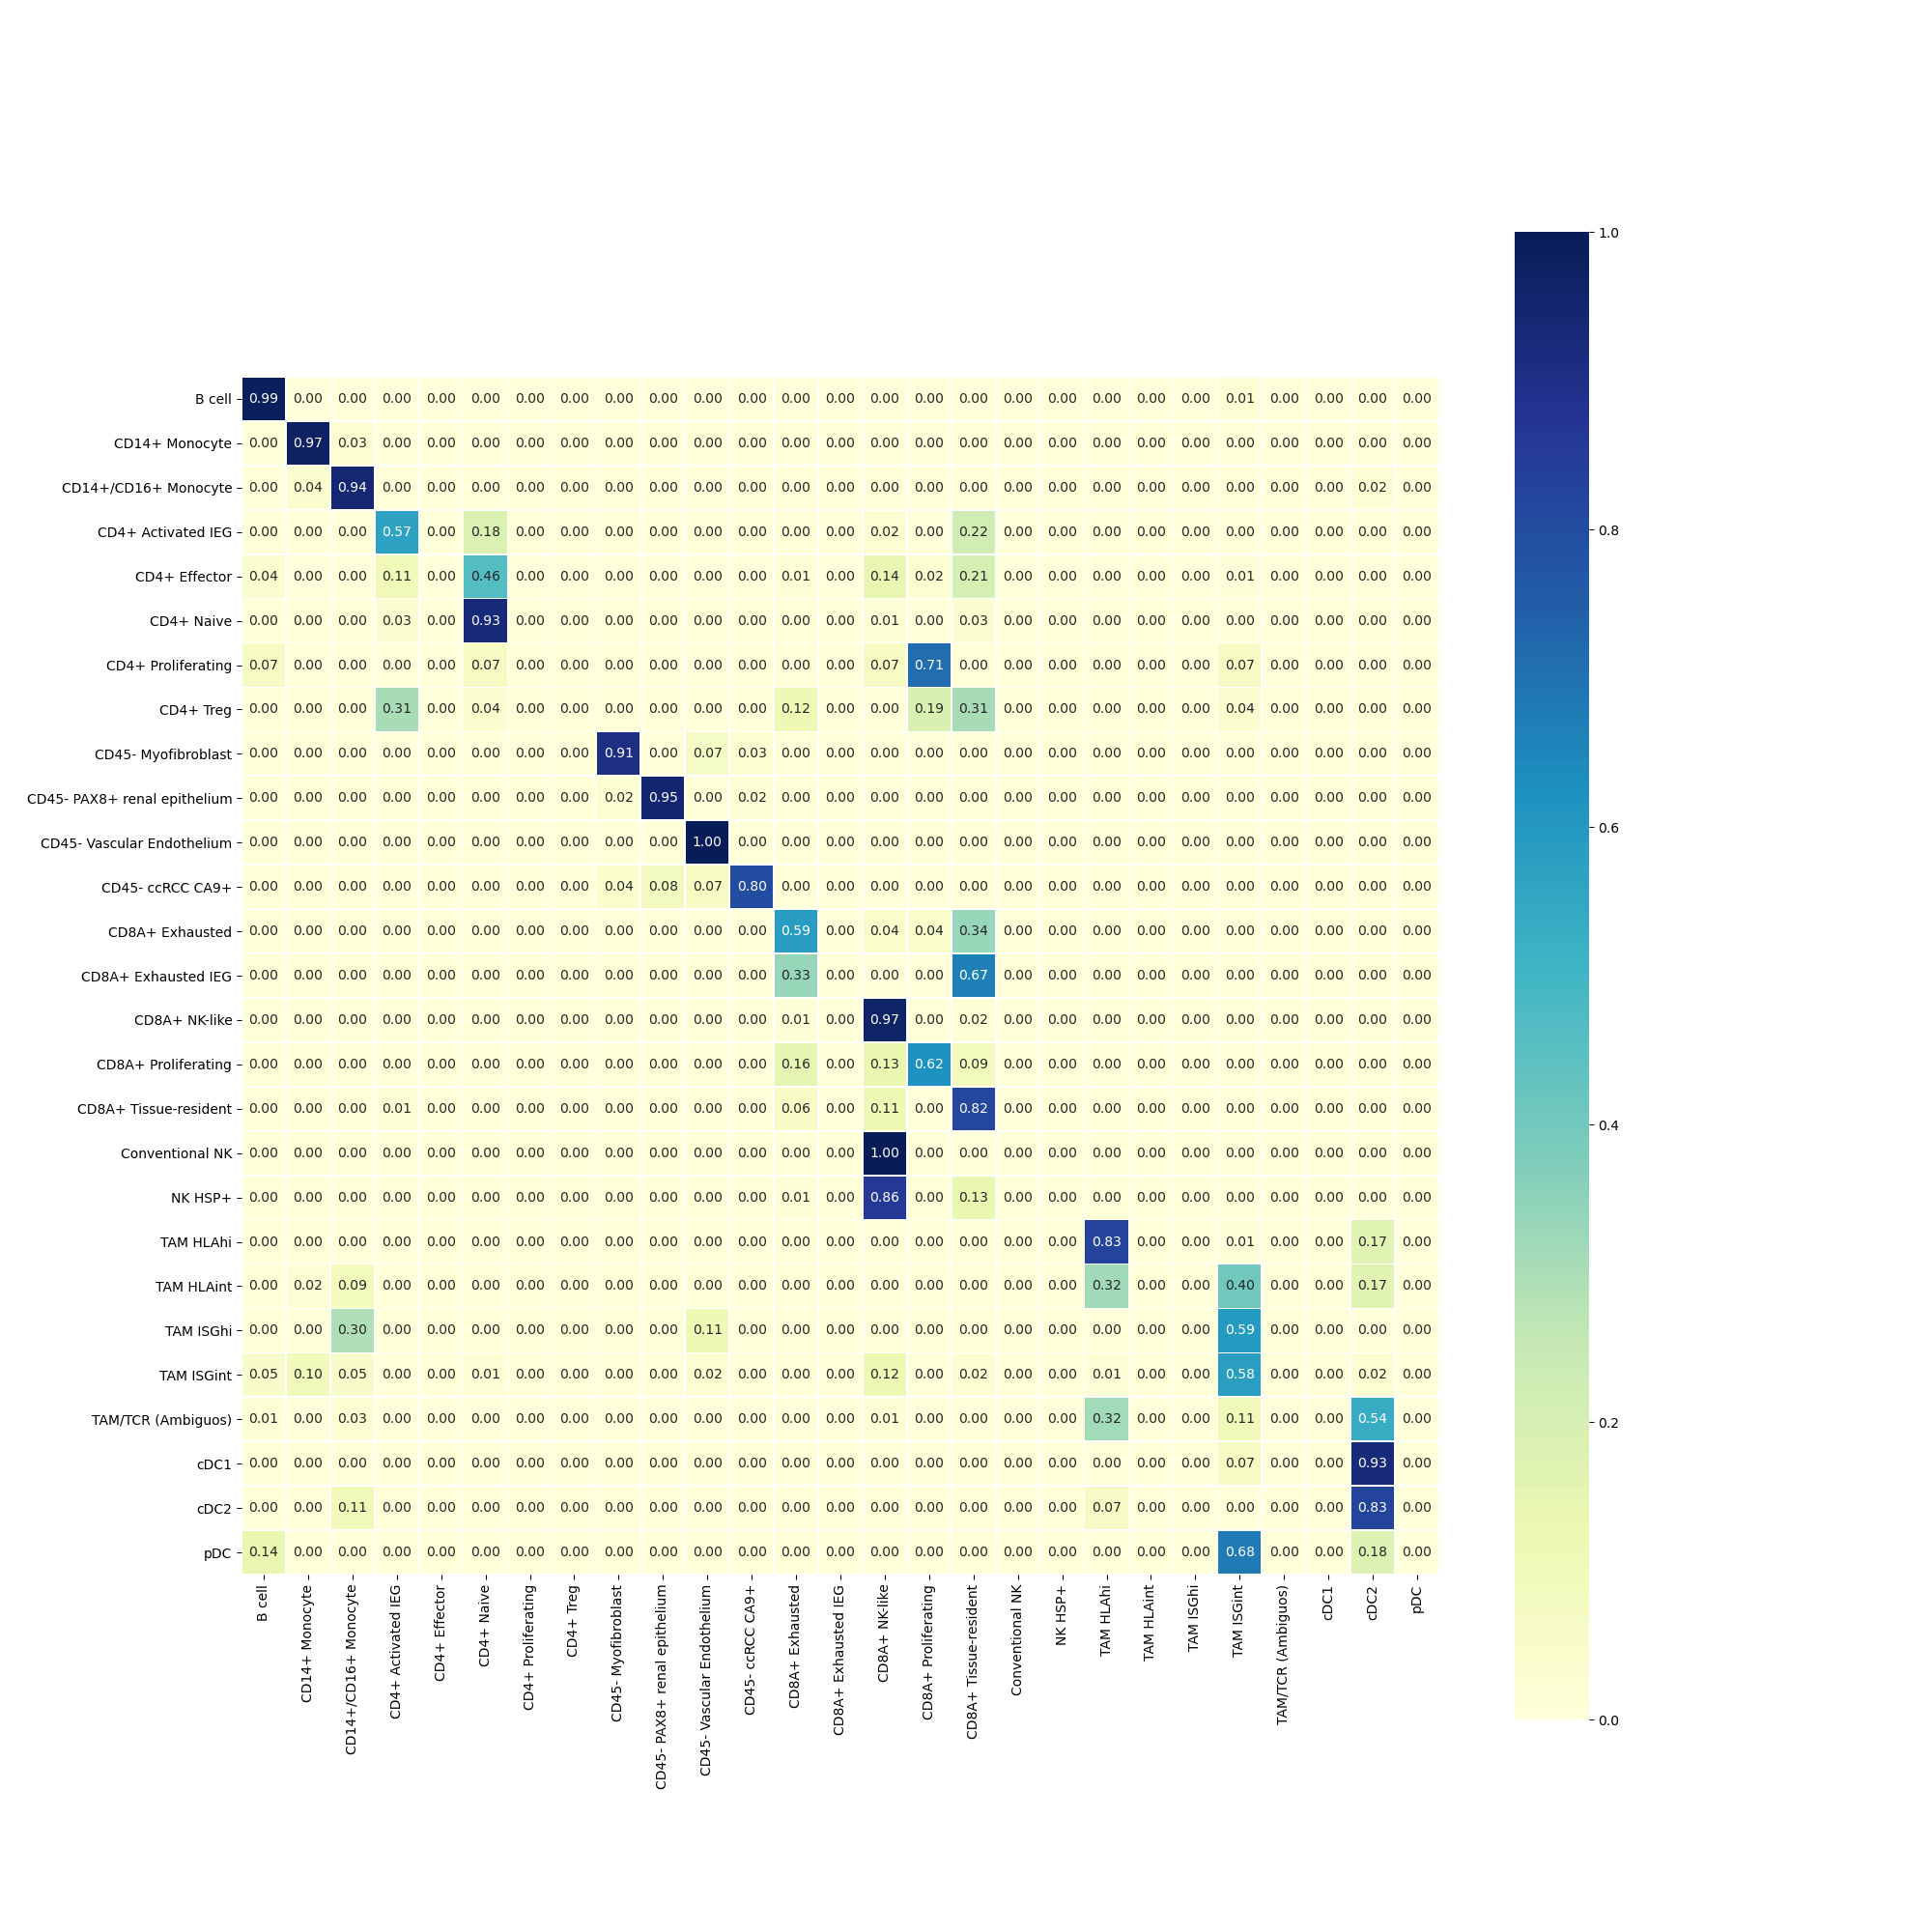 1.0
B cell 0.99 0.00 0.00 0.00 0.00 0.00 0.00 0.00 0.00 0.00 0.00 0.00 0.00 0.00 0.00 0.00 0.00 0.00 0.00 0.00 0.00 0.00 0.01 0.00 0.00 0.00 0.00
CD14+ Monocyte 0.00 0.97 0.03 0.00 0.00 0.00 0.00 0.00 0.00 0.00 0.00 0.00 0.00 0.00 0.00 0.00 0.00 0.00 0.00 0.00 0.00 0.00 0.00 0.00 0.00 0.00 0.00
CD14+/CD16+ Monocyte 0.00 0.04 0.94 0.00 0.00 0.00 0.00 0.00 0.00 0.00 0.00 0.00 0.00 0.00 0.00 0.00 0.00 0.00 0.00 0.00 0.00 0.00 0.00 0.00 0.00 0.02 0.00
CD4+ Activated IEG 0.00 0.00 0.00 0.57 0.00 0.18 0.00 0.00 0.00 0.00 0.00 0.00 0.00 0.00 0.02 0.00 0.22 0.00 0.00 0.00 0.00 0.00 0.00 0.00 0.00 0.00 0.00
0.8
CD4+ Effector 0.04 0.00 0.00 0.11 0.00 0.46 0.00 0.00 0.00 0.00 0.00 0.00 0.01 0.00 0.14 0.02 0.21 0.00 0.00 0.00 0.00 0.00 0.01 0.00 0.00 0.00 0.00
CD4+ Naive 0.00 0.00 0.00 0.03 0.00 0.93 0.00 0.00 0.00 0.00 0.00 0.00 0.00 0.00 0.01 0.00 0.03 0.00 0.00 0.00 0.00 0.00 0.00 0.00 0.00 0.00 0.00
CD4+ Proliferating 0.07 0.00 0.00 0.00 0.00 0.07 0.00 0.00 0.00 0.00 0.00 0.00 0.00 0.00 0.07 0.71 0.00 0.00 0.00 0.00 0.00 0.00 0.07 0.00 0.00 0.00 0.00
CD4+ Treg 0.00 0.00 0.00 0.31 0.00 0.04 0.00 0.00 0.00 0.00 0.00 0.00 0.12 0.00 0.00 0.19 0.31 0.00 0.00 0.00 0.00 0.00 0.04 0.00 0.00 0.00 0.00
CD45- Myofibroblast 0.00 0.00 0.00 0.00 0.00 0.00 0.00 0.00 0.91 0.00 0.07 0.03 0.00 0.00 0.00 0.00 0.00 0.00 0.00 0.00 0.00 0.00 0.00 0.00 0.00 0.00 0.00
CD45- PAX8+ renal epithelium 0.00 0.00 0.00 0.00 0.00 0.00 0.00 0.00 0.02 0.95 0.00 0.02 0.00 0.00 0.00 0.00 0.00 0.00 0.00 0.00 0.00 0.00 0.00 0.00 0.00 0.00 0.00
0.6
CD45- Vascular Endothelium 0.00 0.00 0.00 0.00 0.00 0.00 0.00 0.00 0.00 0.00 1.00 0.00 0.00 0.00 0.00 0.00 0.00 0.00 0.00 0.00 0.00 0.00 0.00 0.00 0.00 0.00 0.00
CD45- ccRCC CA9+ 0.00 0.00 0.00 0.00 0.00 0.00 0.00 0.00 0.04 0.08 0.07 0.80 0.00 0.00 0.00 0.00 0.00 0.00 0.00 0.00 0.00 0.00 0.00 0.00 0.00 0.00 0.00
CD8A+ Exhausted 0.00 0.00 0.00 0.00 0.00 0.00 0.00 0.00 0.00 0.00 0.00 0.00 0.59 0.00 0.04 0.04 0.34 0.00 0.00 0.00 0.00 0.00 0.00 0.00 0.00 0.00 0.00
CD8A+ Exhausted IEG 0.00 0.00 0.00 0.00 0.00 0.00 0.00 0.00 0.00 0.00 0.00 0.00 0.33 0.00 0.00 0.00 0.67 0.00 0.00 0.00 0.00 0.00 0.00 0.00 0.00 0.00 0.00
CD8A+ NK-like 0.00 0.00 0.00 0.00 0.00 0.00 0.00 0.00 0.00 0.00 0.00 0.00 0.01 0.00 0.97 0.00 0.02 0.00 0.00 0.00 0.00 0.00 0.00 0.00 0.00 0.00 0.00
CD8A+ Proliferating 0.00 0.00 0.00 0.00 0.00 0.00 0.00 0.00 0.00 0.00 0.00 0.00 0.16 0.00 0.13 0.62 0.09 0.00 0.00 0.00 0.00 0.00 0.00 0.00 0.00 0.00 0.00
CD8A+ Tissue-resident 0.00 0.00 0.00 0.01 0.00 0.00 0.00 0.00 0.00 0.00 0.00 0.00 0.06 0.00 0.11 0.00 0.82 0.00 0.00 0.00 0.00 0.00 0.00 0.00 0.00 0.00 0.00
0.4
Conventional NK 0.00 0.00 0.00 0.00 0.00 0.00 0.00 0.00 0.00 0.00 0.00 0.00 0.00 0.00 1.00 0.00 0.00 0.00 0.00 0.00 0.00 0.00 0.00 0.00 0.00 0.00 0.00
NK HSP+ 0.00 0.00 0.00 0.00 0.00 0.00 0.00 0.00 0.00 0.00 0.00 0.00 0.01 0.00 0.86 0.00 0.13 0.00 0.00 0.00 0.00 0.00 0.00 0.00 0.00 0.00 0.00
TAM HLAhi 0.00 0.00 0.00 0.00 0.00 0.00 0.00 0.00 0.00 0.00 0.00 0.00 0.00 0.00 0.00 0.00 0.00 0.00 0.00 0.83 0.00 0.00 0.01 0.00 0.00 0.17 0.00
TAM HLAint 0.00 0.02 0.09 0.00 0.00 0.00 0.00 0.00 0.00 0.00 0.00 0.00 0.00 0.00 0.00 0.00 0.00 0.00 0.00 0.32 0.00 0.00 0.40 0.00 0.00 0.17 0.00
TAM ISGhi 0.00 0.00 0.30 0.00 0.00 0.00 0.00 0.00 0.00 0.00 0.11 0.00 0.00 0.00 0.00 0.00 0.00 0.00 0.00 0.00 0.00 0.00 0.59 0.00 0.00 0.00 0.00
TAM ISGint 0.05 0.10 0.05 0.00 0.00 0.01 0.00 0.00 0.00 0.00 0.02 0.00 0.00 0.00 0.12 0.00 0.02 0.00 0.00 0.01 0.00 0.00 0.58 0.00 0.00 0.02 0.00
TAM/TCR (Ambiguos) 0.01 0.00 0.03 0.00 0.00 0.00 0.00 0.00 0.00 0.00 0.00 0.00 0.00 0.00 0.01 0.00 0.00 0.00 0.00 0.32 0.00 0.00 0.11 0.00 0.00 0.54 0.00
0.2
cDC1 0.00 0.00 0.00 0.00 0.00 0.00 0.00 0.00 0.00 0.00 0.00 0.00 0.00 0.00 0.00 0.00 0.00 0.00 0.00 0.00 0.00 0.00 0.07 0.00 0.00 0.93 0.00
cDC2 0.00 0.00 0.11 0.00 0.00 0.00 0.00 0.00 0.00 0.00 0.00 0.00 0.00 0.00 0.00 0.00 0.00 0.00 0.00 0.07 0.00 0.00 0.00 0.00 0.00 0.83 0.00
pDC 0.14 0.00 0.00 0.00 0.00 0.00 0.00 0.00 0.00 0.00 0.00 0.00 0.00 0.00 0.00 0.00 0.00 0.00 0.00 0.00 0.00 0.00 0.68 0.00 0.00 0.18 0.00
0.0
B cell
CD14+ Monocyte
CD14+/CD16+ Monocyte
CD4+ Activated IEG
CD4+ Effector
CD4+ Naive
CD4+ Proliferating
CD4+ Treg
CD45- Myofibroblast
CD45- PAX8+ renal epithelium
CD45- Vascular Endothelium
CD45- ccRCC CA9+
CD8A+ Exhausted
CD8A+ Exhausted IEG
CD8A+ NK-like
CD8A+ Proliferating
CD8A+ Tissue-resident
Conventional NK
NK HSP+
TAM HLAhi
TAM HLAint
TAM ISGhi
TAM ISGint
TAM/TCR (Ambiguos)
cDC1
cDC2
pDC